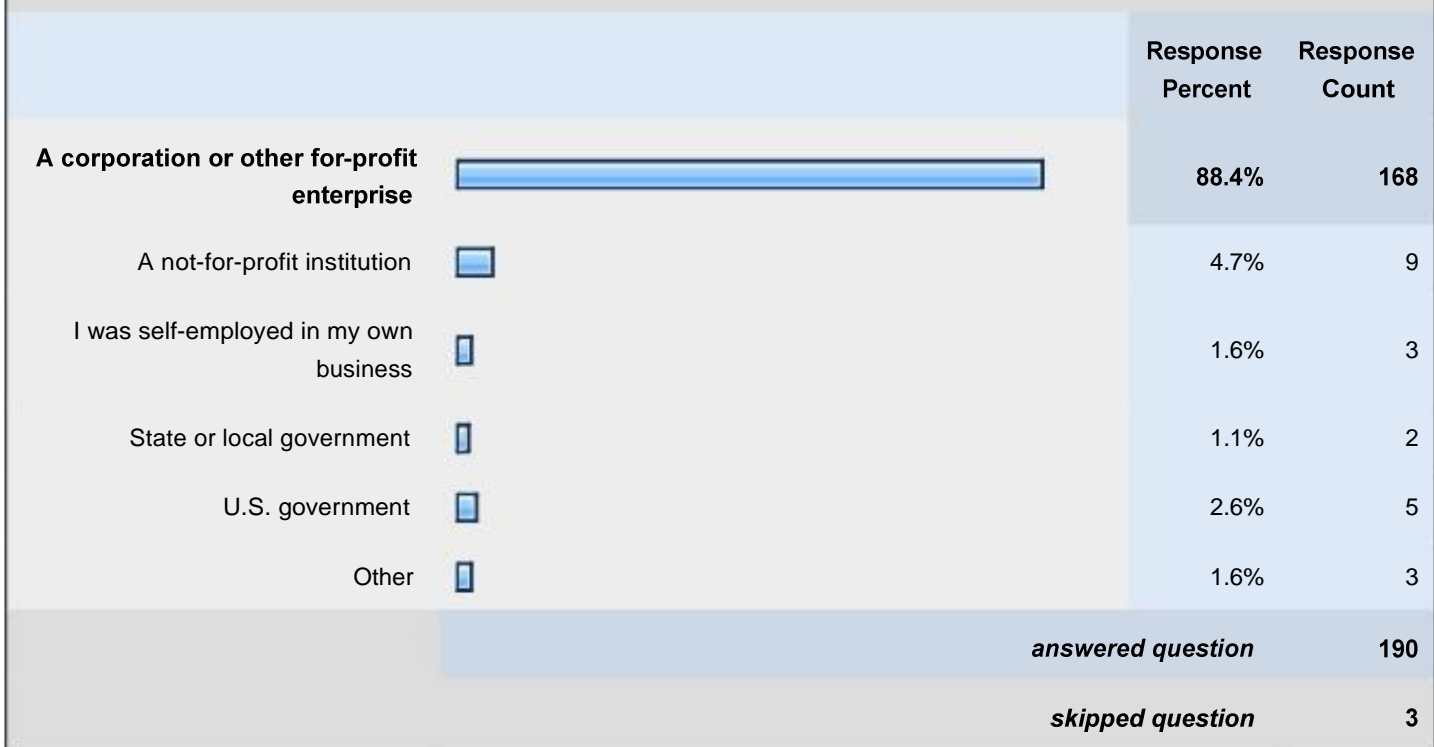 Response Percent Response Count
A corporation or other for-profit
enterprise 88.4% 168
A not-for-profit institution 4.7% 9
I was self-employed in my own
business 1.6% 3
State or local government 1.1% 2
U.S. government 2.6% 5
Other 1.6% 3
answered question 190
skipped question 3